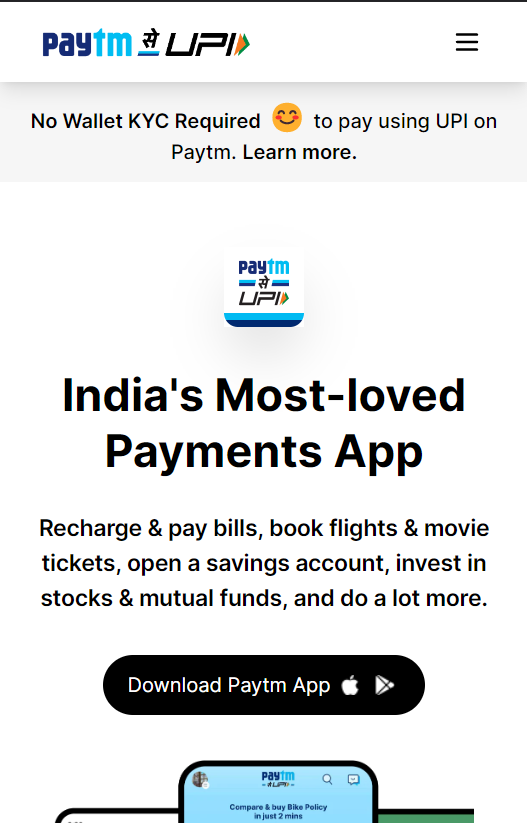 paytm से UPI
No Wallet KYC Required 😊 to pay using UPI on
Paytm. Learn more.
paytm
से
UPI
India's Most-loved
Payments App
Recharge & pay bills, book flights & movie
tickets, open a savings account, invest in
stocks & mutual funds, and do a lot more.
Download Paytm App
paytm
से UPI
Compare & buy Bike Policy
in just 2 mins